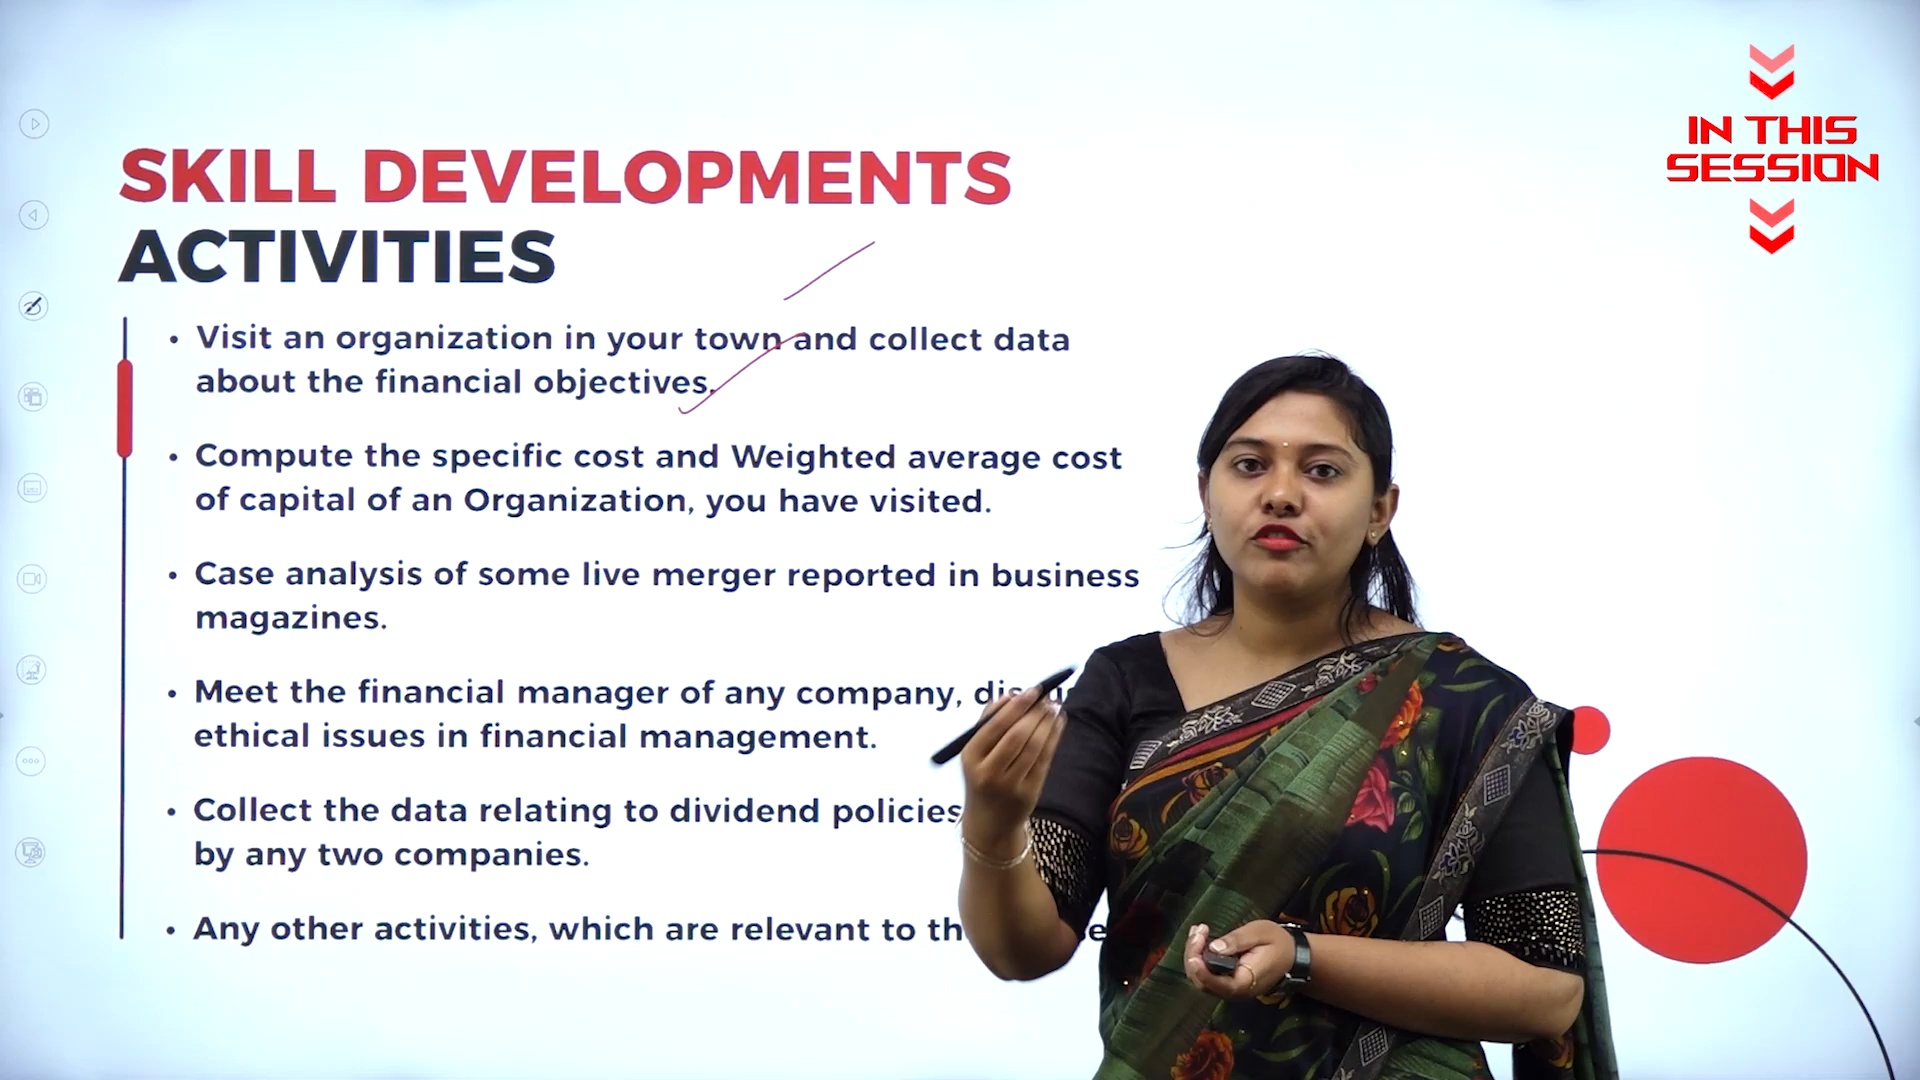 IN THIS
SESSION
SKILL DEVELOPMENTS
ACTIVITIES
• Visit an organization in your town and collect data
about the financial objectives.
• Compute the specific cost and Weighted average cost
of capital of an Organization, you have visited.
• Case analysis of some live merger reported in business
magazines.
• Meet the financial manager of any company,
ethical issues in financial management.
• Collect the data relating to dividend policies
by any two companies.
• Any other activities, which are relevant to